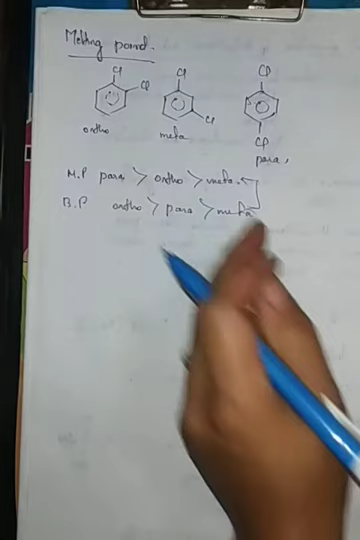 Melting point.
Cl Cl Cl
Cl
Cl
ortho meta Cl
para,
M.P para > ortho > meta.
B.P ortho > para > meta